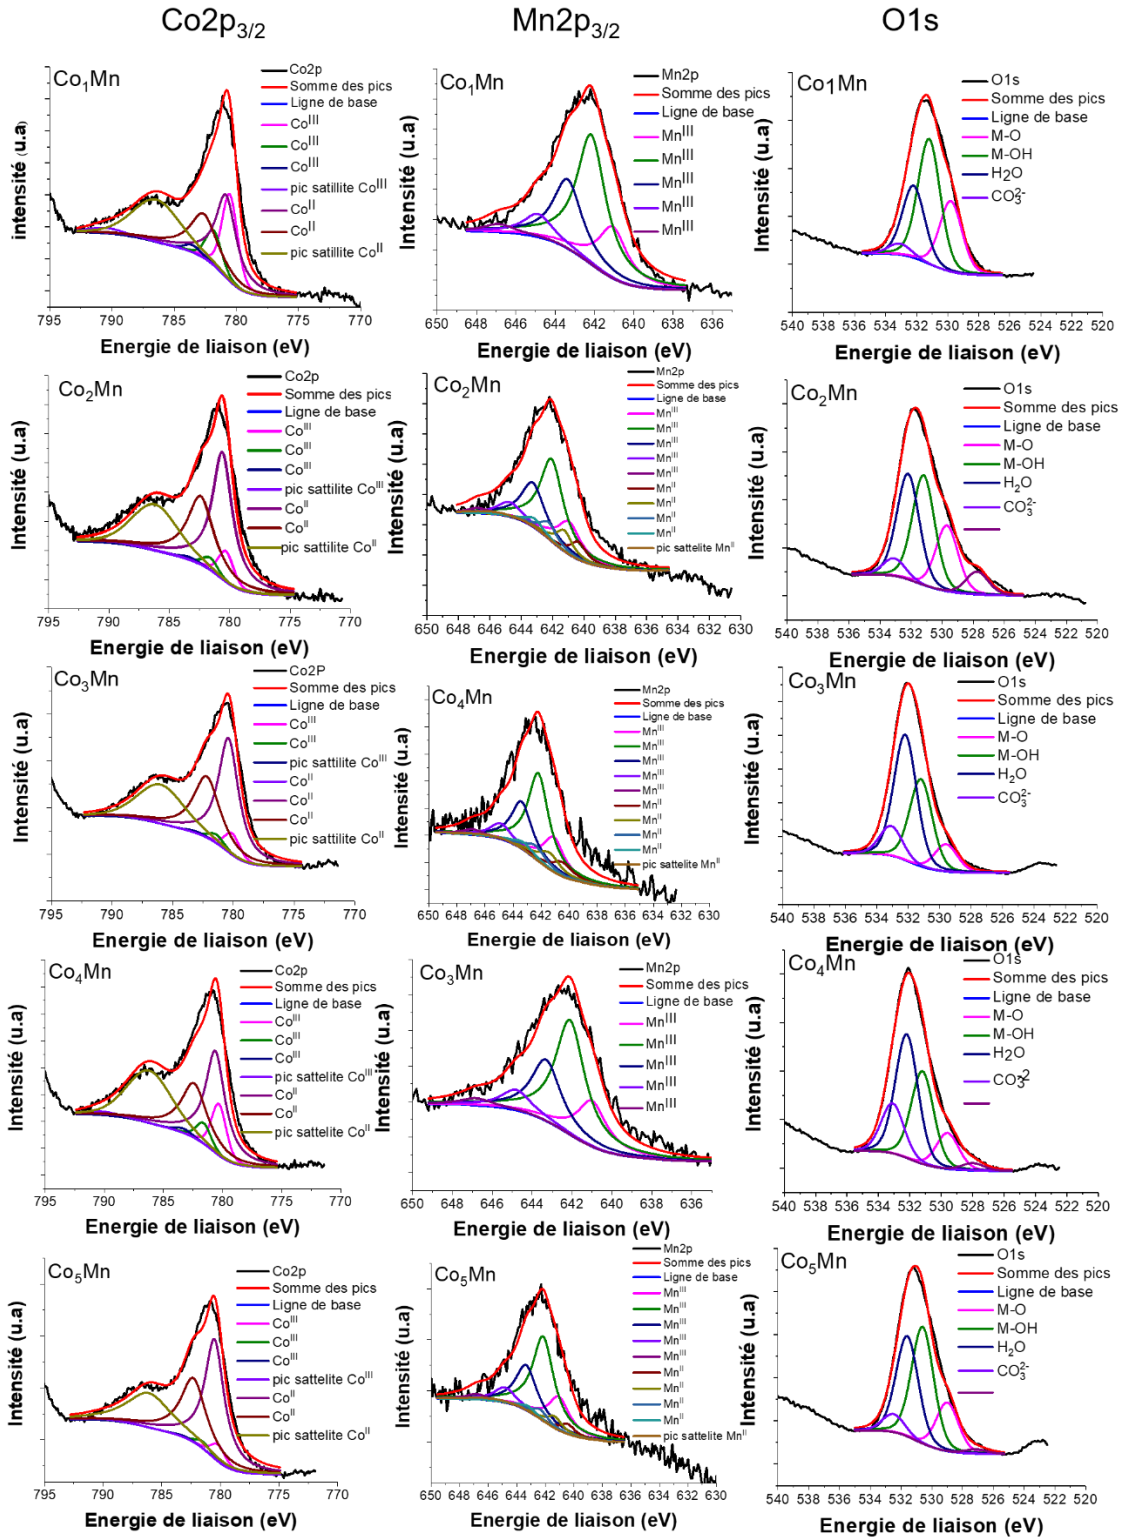 Co2p3/2
Mn2p3/2
O1s
Co1Mn
Co2p
Somme des pics
Ligne de base
CoIII
CoIII
CoIII
pic satillite CoIII
CoII
CoII
pic satillite CoII
intensité (u.a)
795 790 785 780 775 770
Energie de liaison (eV)
Co1Mn
Mn2p
Somme des pics
Ligne de base
MnIII
MnIII
MnIII
MnIII
MnIII
Intensité (u.a)
650 648 646 644 642 640 638 636
Energie de liaison (eV)
Co1Mn
O1s
Somme des pics
Ligne de base
M-O
M-OH
H2O
CO32-
Intensité (u.a)
540 538 536 534 532 530 528 526 524 522 520
Energie de liaison (eV)
Co2Mn
Co2p
Somme des pics
Ligne de base
CoIII
CoIII
CoIII
pic sattilite CoIII
CoII
CoII
pic sattilite CoII
Intensité (u.a)
795 790 785 780 775 770
Energie de liaison (eV)
Co2Mn
Mn2p
Somme des pics
Ligne de base
MnIII
MnIII
MnIII
MnIII
MnIII
MnII
MnII
MnII
MnII
pic sattelite MnII
Intensité (u.a)
650 648 646 644 642 640 638 636 634 632 630
Energie de liaison (eV)
Co2Mn
O1s
Somme des pics
Ligne de base
M-O
M-OH
H2O
CO32-
Intensité (u.a)
540 538 536 534 532 530 528 526 524 522 520
Energie de liaison (eV)
Co3Mn
Co2P
Somme des pics
Ligne de base
CoIII
CoIII
pic sattilite CoIII
CoII
CoII
CoII
pic sattilite CoII
Intensité (u.a)
795 790 785 780 775 770
Energie de liaison (eV)
Co4Mn
Mn2p
Somme des pics
Ligne de base
MnIII
MnIII
MnIII
MnIII
MnIII
MnII
MnII
MnII
MnII
pic sattelite MnII
Intensité (u.a)
650 648 646 644 642 640 638 636 634 632 630
Energie de liaison (eV)
Co3Mn
O1s
Somme des pics
Ligne de base
M-O
M-OH
H2O
CO32-
Intensité (u.a)
540 538 536 534 532 530 528 526 524 522 520
Energie de liaison (eV)
Co4Mn
Co2p
Somme des pics
Ligne de base
CoIII
CoIII
CoIII
pic sattelite CoIII
CoII
CoII
pic sattelite CoII
Intensité (u.a)
795 790 785 780 775 770
Energie de liaison (eV)
Co3Mn
Mn2p
Somme des pics
Ligne de base
MnIII
MnIII
MnIII
MnIII
MnIII
Intensité (u.a)
650 648 646 644 642 640 638 636
Energie de liaison (eV)
Co4Mn
O1s
Somme des pics
Ligne de base
M-O
M-OH
H2O
CO3-2
Intensité (u.a)
540 538 536 534 532 530 528 526 524 522 520
Energie de liaison (eV)
Co5Mn
Co2p
Somme des pics
Ligne de base
CoIII
CoIII
CoIII
pic sattelite CoIII
CoII
CoII
pic sattelite CoII
Intensité (u.a)
795 790 785 780 775 770
Energie de liaison (eV)
Co5Mn
Mn2p
Somme des pics
Ligne de base
MnIII
MnIII
MnIII
MnIII
MnIII
MnII
MnII
MnII
MnII
pic sattelite MnII
Intensité (u.a)
650 648 646 644 642 640 638 636 634 632 630
Energie de liaison (eV)
Co5Mn
O1s
Somme des pics
Ligne de base
M-O
M-OH
H2O
CO32-
Intensité (u.a)
540 538 536 534 532 530 528 526 524 522 520
Energie de liaison (eV)